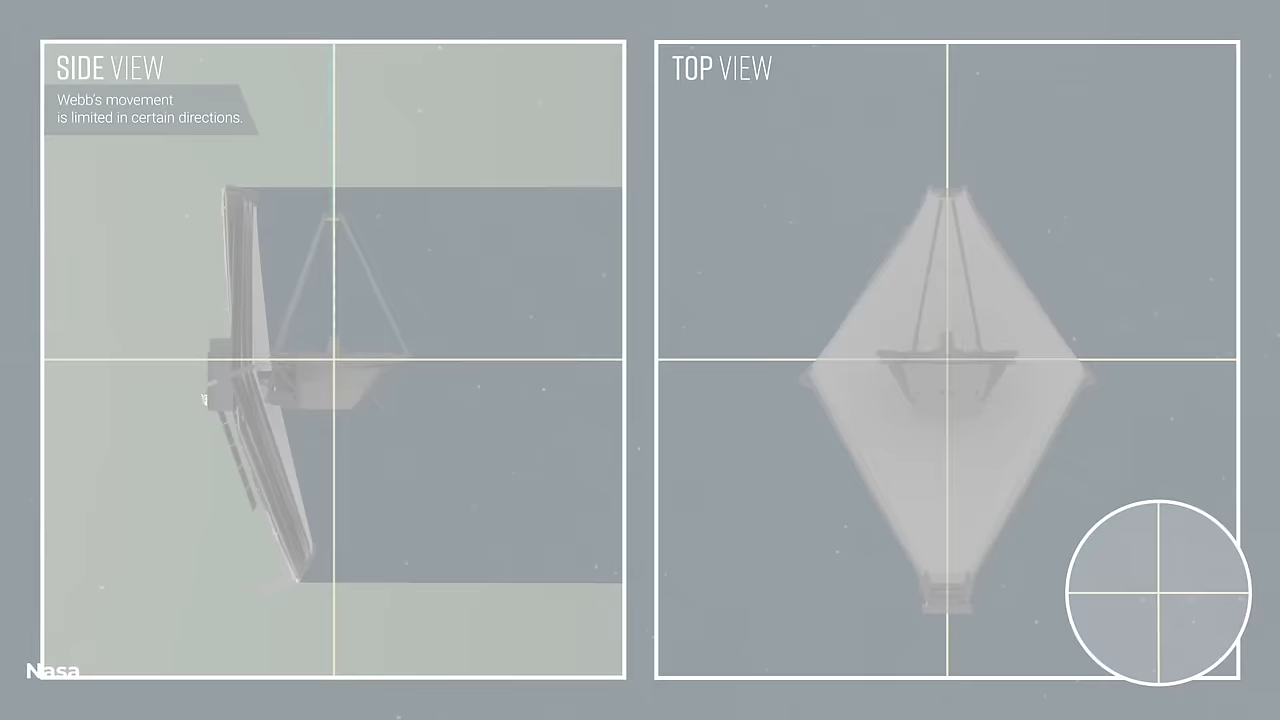 SIDE VIEW
Webb's movement
is limited in certain directions.
TOP VIEW
Nasa